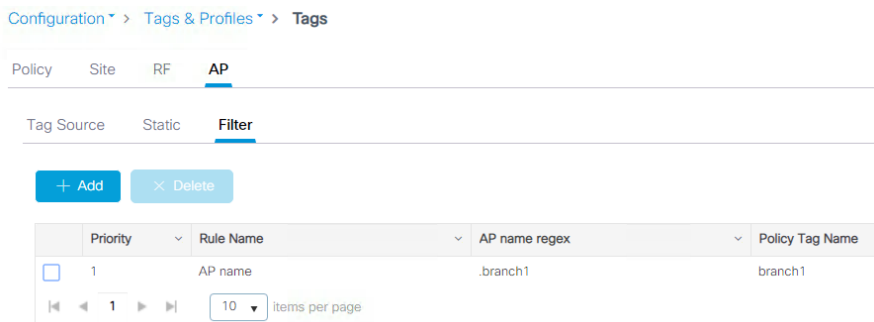 Configuration > Tags & Profiles > Tags
Policy Site RF AP
Tag Source Static Filter
+ Add × Delete
Priority Rule Name AP name regex Policy Tag Name
1 AP name .branch1 branch1
1 10 items per page